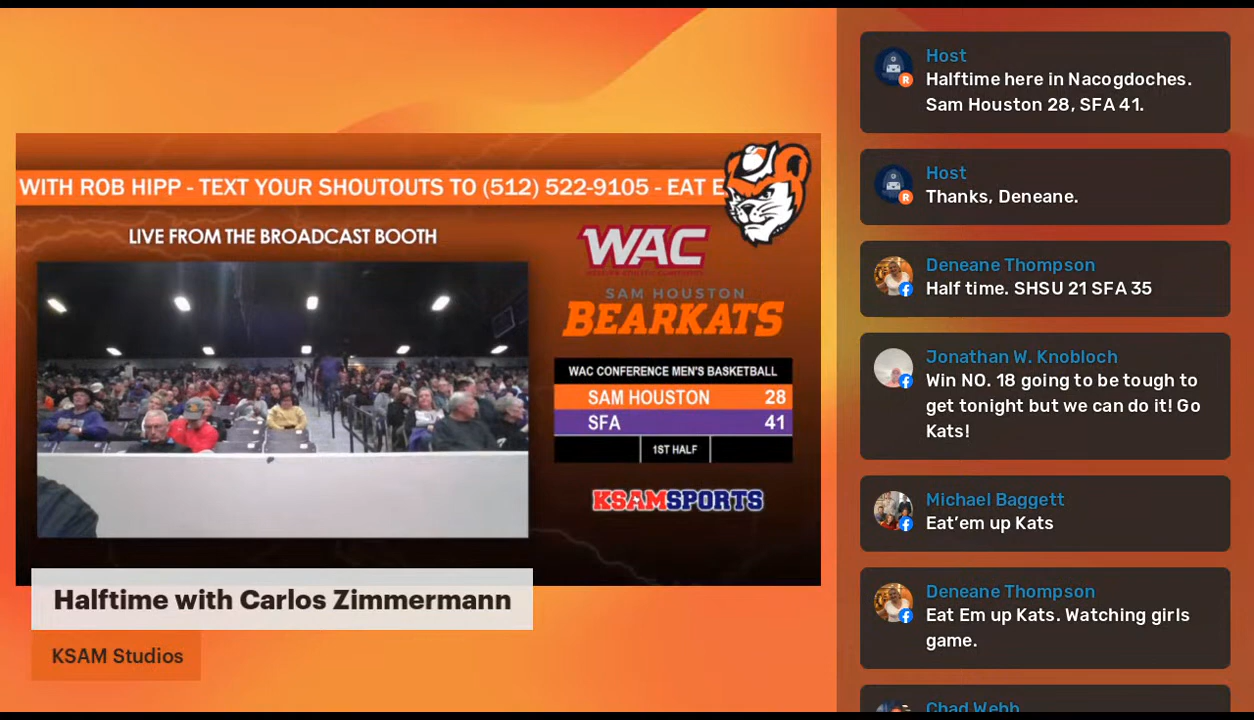 WITH ROB HIPP - TEXT YOUR SHOUTOUTS TO (512) 522-9105 - EAT E
LIVE FROM THE BROADCAST BOOTH
WAC
SAM HOUSTON
BEARKATS
WAC CONFERENCE MEN'S BASKETBALL
SAM HOUSTON 28
SFA 41
1ST HALF
KSAMSPORTS
Halftime with Carlos Zimmermann
KSAM Studios
Host
Halftime here in Nacogdoches.
Sam Houston 28, SFA 41.
Host
Thanks, Deneane.
Deneane Thompson
Half time. SHSU 21 SFA 35
Jonathan W. Knobloch
Win NO. 18 going to be tough to
get tonight but we can do it! Go
Kats!
Michael Baggett
Eat’em up Kats
Deneane Thompson
Eat Em up Kats. Watching girls
game.
Chad Webb